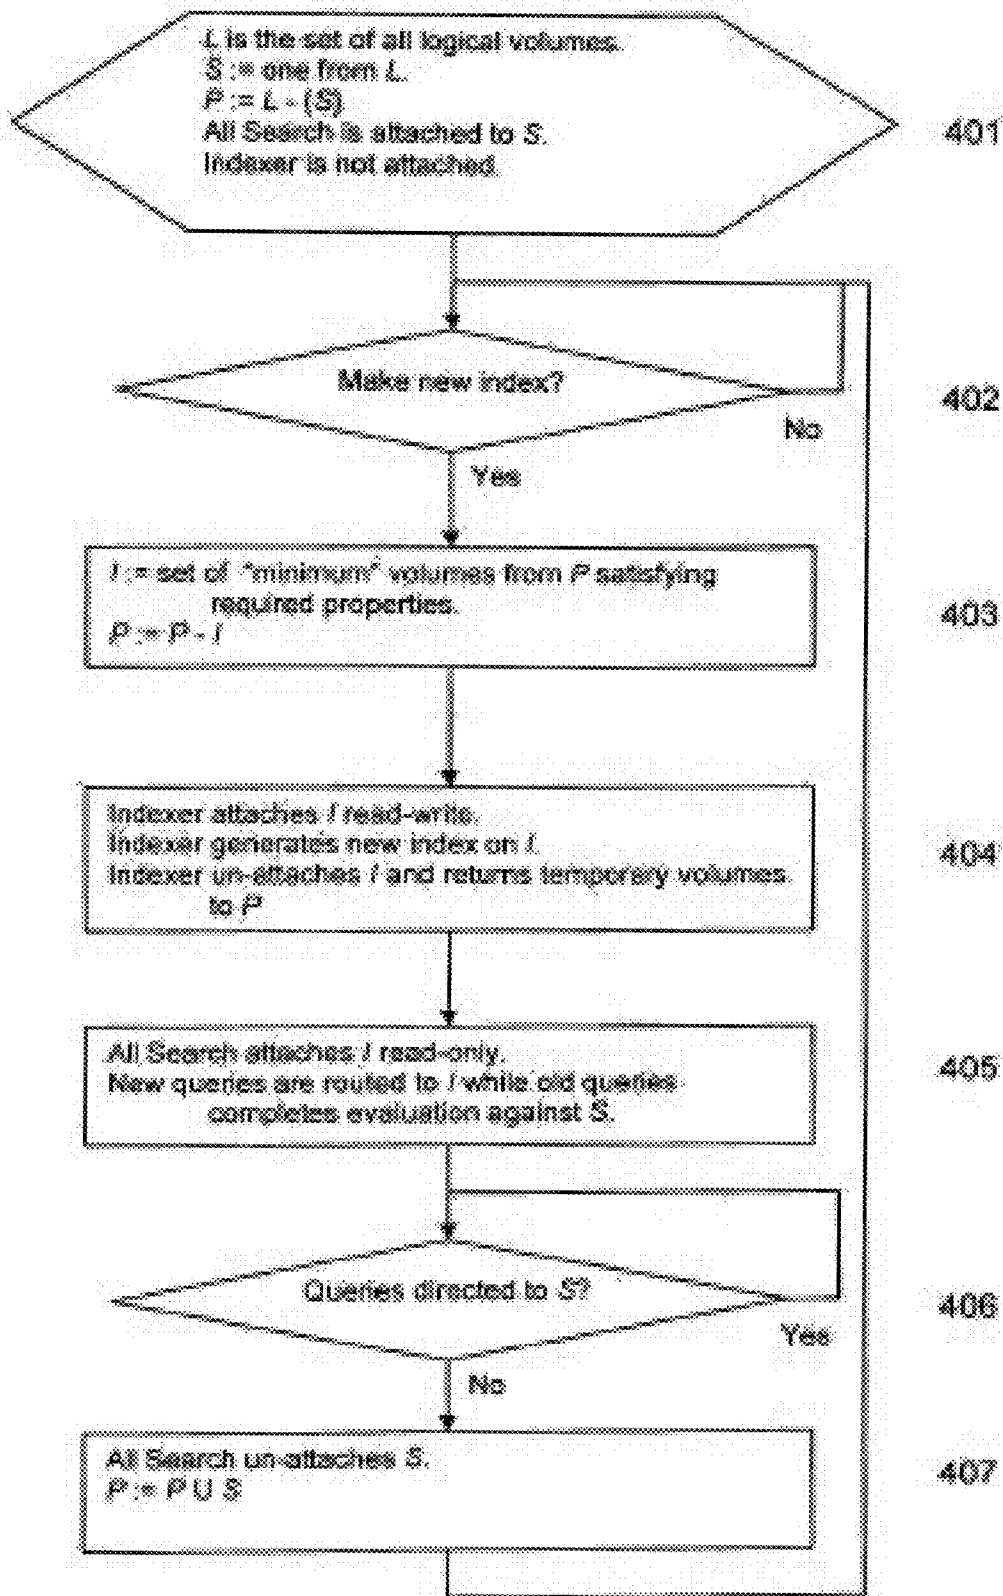 L is the set of all logical volumes.
S := one from L.
P := L - (S)
All Search is attached to S.
Indexer is not attached.
401
Make new index?
402
No
Yes
I := set of "minimum" volumes from P satisfying
required properties.
P := P - I
403
Indexer attaches I read-write.
Indexer generates new index on I.
Indexer un-attaches I and returns temporary volumes
to P
404
All Search attaches I read-only.
New queries are routed to I while old queries
completes evaluation against S.
405
Queries directed to S?
406
Yes
No
All Search un-attaches S.
P := P U S
407